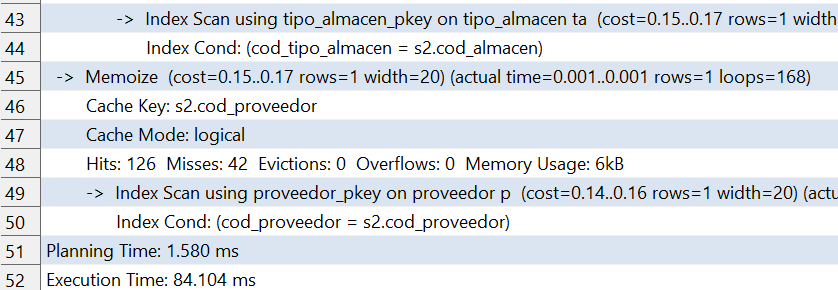 43 -> Index Scan using tipo_almacen_pkey on tipo_almacen ta (cost=0.15..0.17 rows=1 width
44 Index Cond: (cod_tipo_almacen = s2.cod_almacen)
45 -> Memoize (cost=0.15..0.17 rows=1 width=20) (actual time=0.001..0.001 rows=1 loops=168)
46 Cache Key: s2.cod_proveedor
47 Cache Mode: logical
48 Hits: 126 Misses: 42 Evictions: 0 Overflows: 0 Memory Usage: 6kB
49 -> Index Scan using proveedor_pkey on proveedor p (cost=0.14..0.16 rows=1 width=20) (actu
50 Index Cond: (cod_proveedor = s2.cod_proveedor)
51 Planning Time: 1.580 ms
52 Execution Time: 84.104 ms